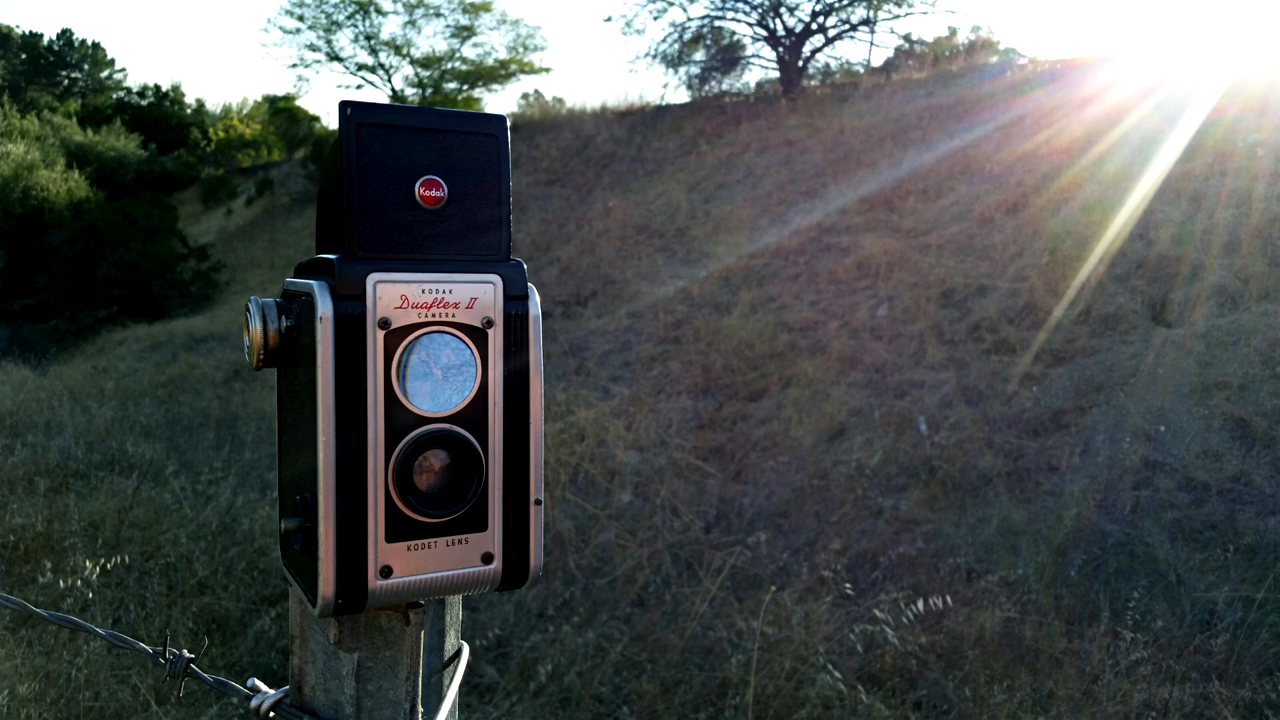 Kodak
KODAK
Duaflex II
CAMERA
KODET LENS